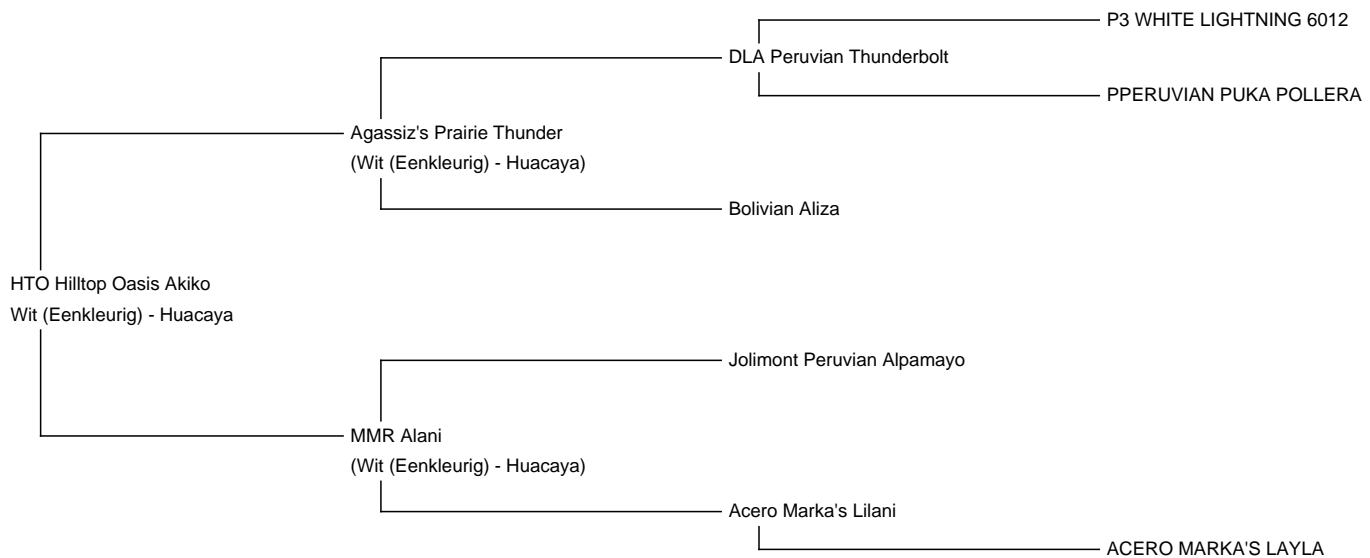 P3 WHITE LIGHTNING 6012
DLA Peruvian Thunderbolt
PPERUVIAN PUKA POLLERA
Agassiz's Prairie Thunder
(Wit (Eenkleurig) - Huacaya)
Bolivian Aliza
HTO Hilltop Oasis Akiko
Wit (Eenkleurig) - Huacaya
Jolimont Peruvian Alpamayo
MMR Alani
(Wit (Eenkleurig) - Huacaya)
Acero Marka's Lilani
ACERO MARKA'S LAYLA